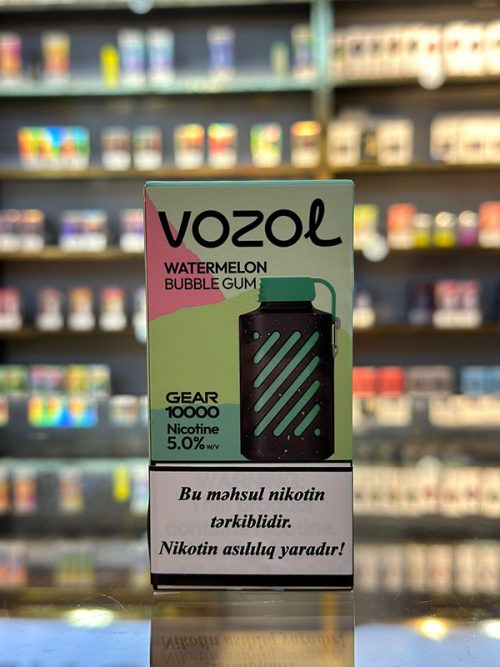 VOZOL
WATERMELON
BUBBLE GUM
GEAR
10000
Nicotine
5.0% w/v
Bu məhsul nikotin
tərkiblidir.
Nikotin asılılıq yaradır!